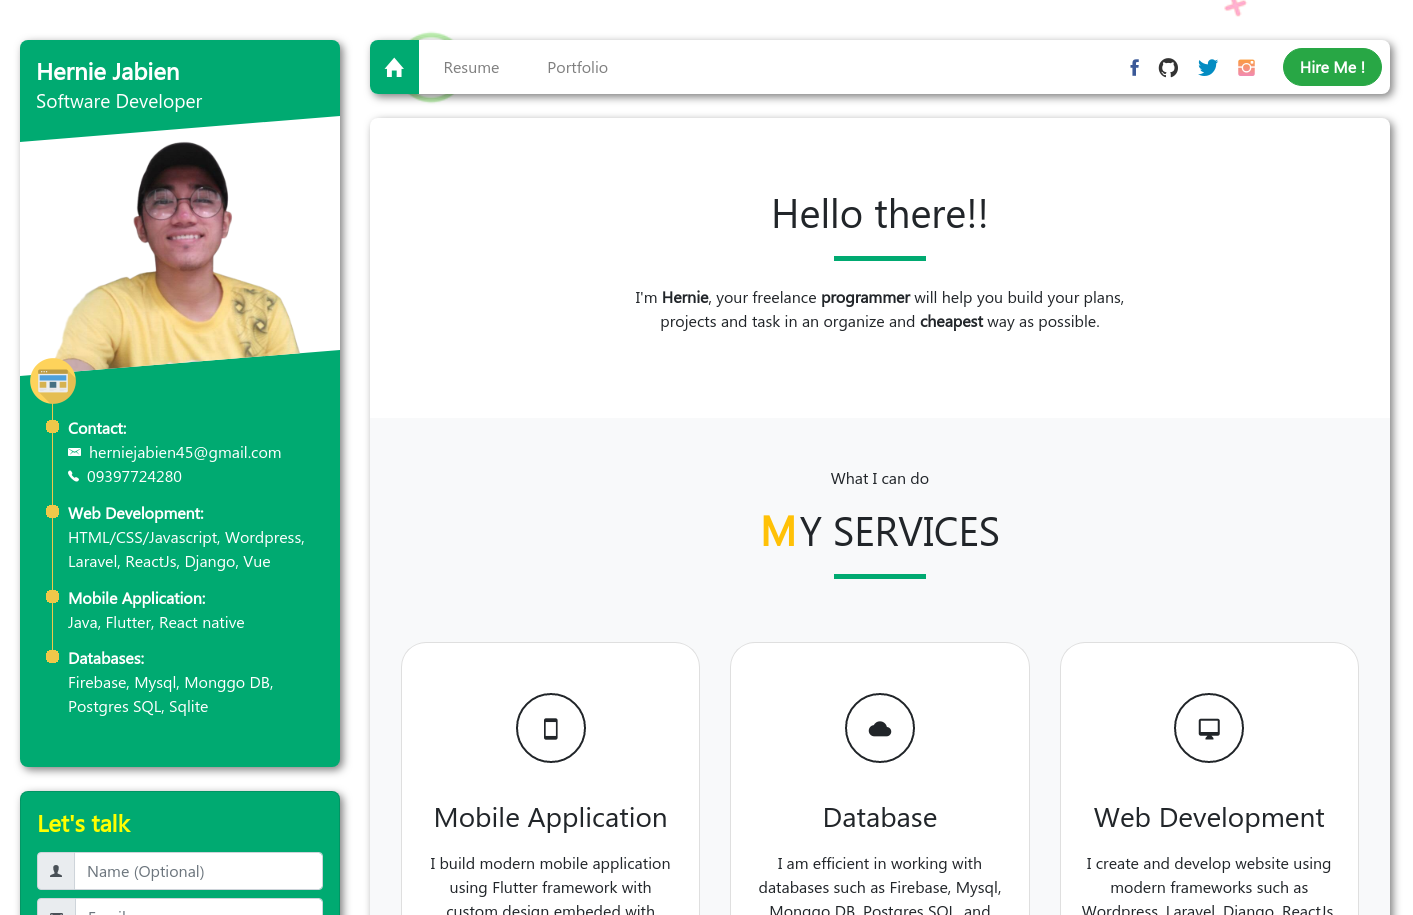 Hernie Jabien
Software Developer
Contact:
herniejabien45@gmail.com
09397724280
Web Development:
HTML/CSS/Javascript, Wordpress,
Laravel, ReactJs, Django, Vue
Mobile Application:
Java, Flutter, React native
Databases:
Firebase, Mysql, Monggo DB,
Postgres SQL, Sqlite
Let's talk
Name (Optional)
Resume
Portfolio
Hire Me !
Hello there!!
I'm Hernie, your freelance programmer will help you build your plans,
projects and task in an organize and cheapest way as possible.
What I can do
MY SERVICES
Mobile Application
I build modern mobile application
using Flutter framework with
custom design embeded with
Database
I am efficient in working with
databases such as Firebase, Mysql,
Monggo DB, Postgres SQL, and
Web Development
I create and develop website using
modern frameworks such as
Wordpress, Laravel, Django, ReactJs